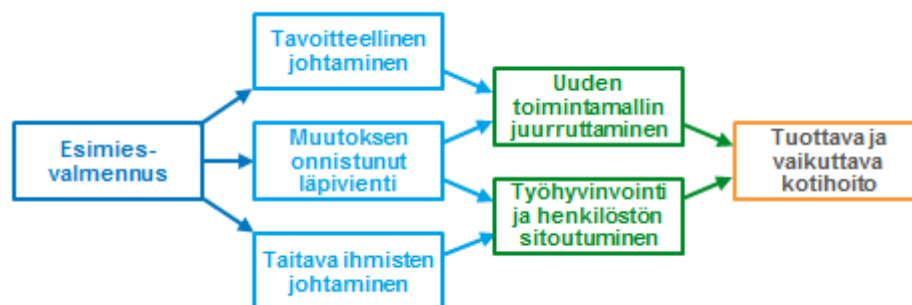 Esimies-
valmennus
Tavoitteellinen
johtaminen
Muutoksen
onnistunut
läpivienti
Taitava ihmisten
johtaminen
Uuden
toimintamallin
juurruttaminen
Työhyvinvointi
ja henkilöstön
sitoutuminen
Tuottava ja
vaikuttava
kotihoito